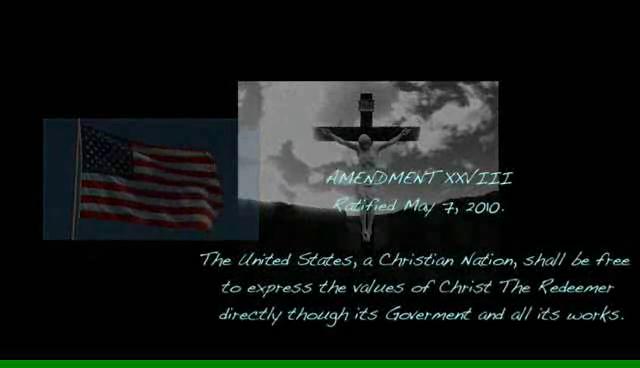 AMENDMENT XXVIII
Ratified May 7, 2010.
The United States, a Christian Nation, shall be free
to express the values of Christ The Redeemer
directly though its Goverment and all its works.